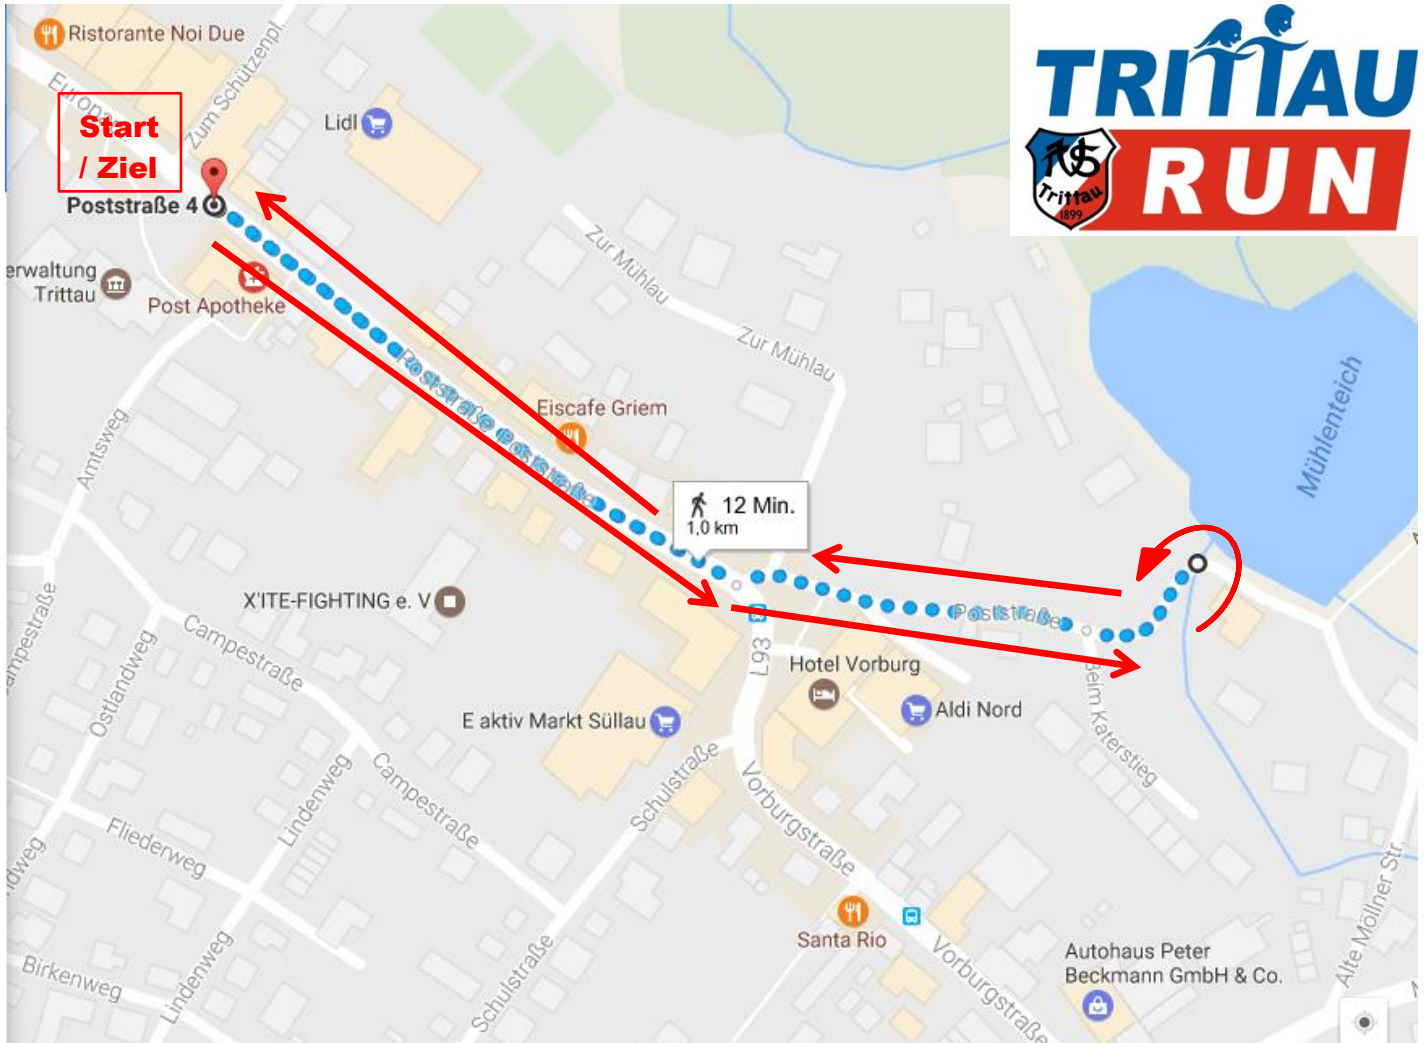 Ristorante Noi Due
TRITTAU
RUN
Trittau
1899
Zum Schützenpl.
Start
/ Ziel
Lidl
Poststraße 4
Zur Mühlau
erwaltung
Trittau
Post Apotheke
Zur Mühlau
Poststraße
Poststraße
Eiscafe Griem
Mühlenteich
Amtsweg
12 Min.
1,0 km
X'ITE-FIGHTING e. V
Poststraße
Campestraße
Campestraße
Ostlandweg
L93
Hotel Vorburg
Beim Katerstieg
E aktiv Markt Süllau
Aldi Nord
Schulstraße
Campestraße
Lindenweg
Vorburgstraße
Fliederweg
Santa Rio
Autohaus Peter
Beckmann GmbH & Co.
Alte Möllner Str.
Birkenweg
Lindenweg
Schulstraße
Vorburgstraße